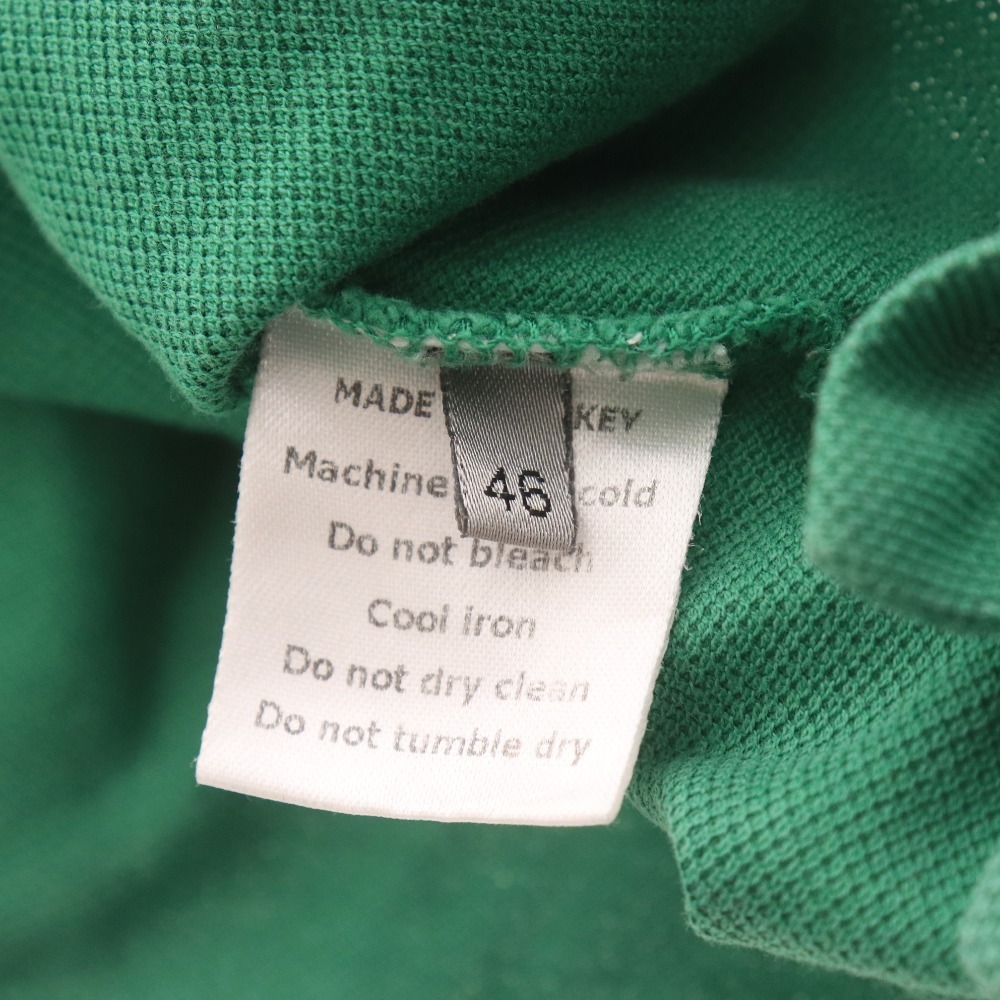 MADE KEY
Machine cold
46
Do not bleach
Cool iron
Do not dry clean
Do not tumble dry